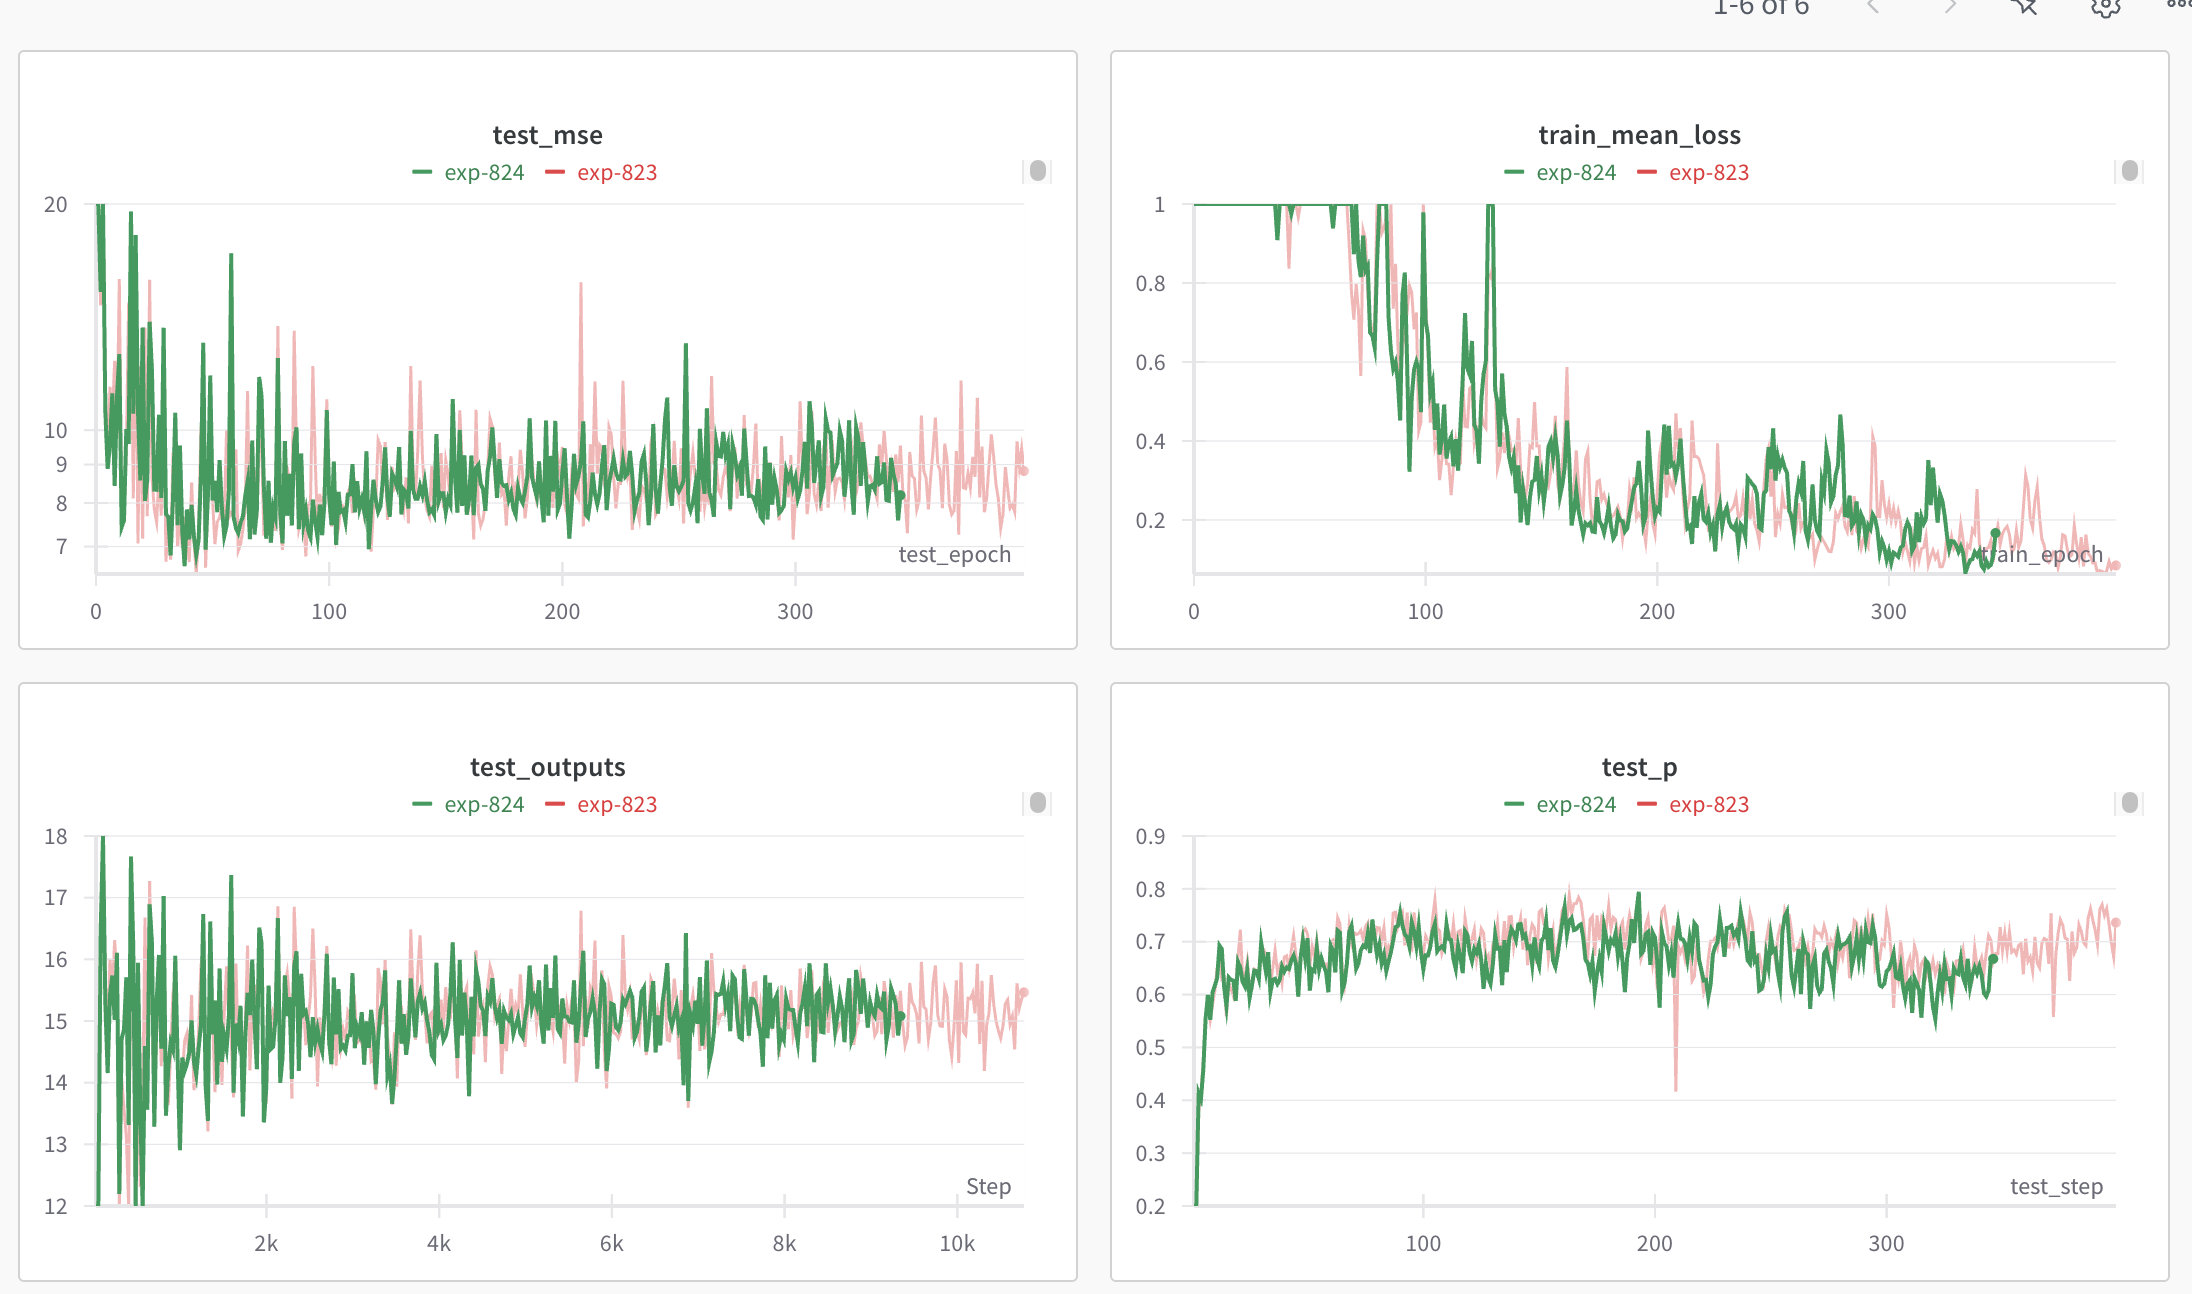 1-6 of 6
test_mse
exp-824 exp-823
20
10
9
8
7
test_epoch
0 100 200 300
train_mean_loss
exp-824 exp-823
1
0.8
0.6
0.4
0.2
train_epoch
0 100 200 300
test_outputs
exp-824 exp-823
18
17
16
15
14
13
12
Step
2k 4k 6k 8k 10k
test_p
exp-824 exp-823
0.9
0.8
0.7
0.6
0.5
0.4
0.3
0.2
test_step
100 200 300